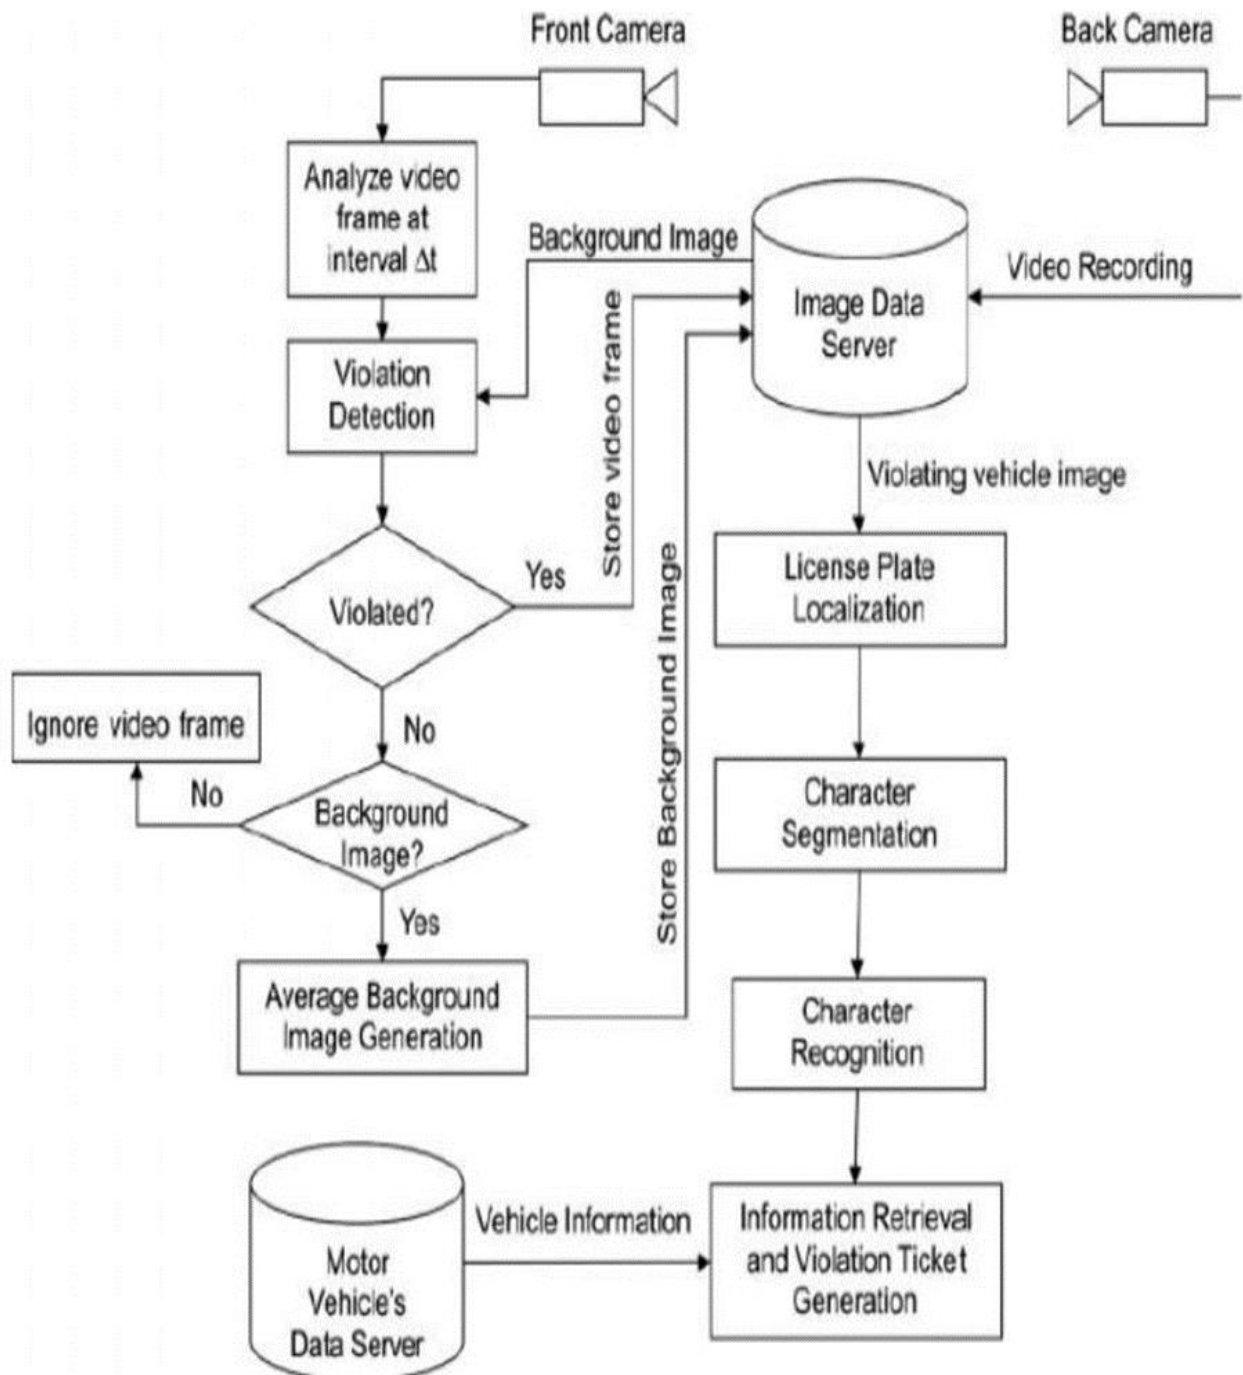 Front Camera
Back Camera
Analyze video
frame at
interval Δt
Background Image
Image Data
Server
Video Recording
Violation
Detection
Store video frame
Violating vehicle image
Violated?
Yes
Store Background Image
License Plate
Localization
Ignore video frame
No
No
Background
Image?
Character
Segmentation
Yes
Average Background
Image Generation
Character
Recognition
Motor
Vehicle's
Data Server
Vehicle Information
Information Retrieval
and Violation Ticket
Generation